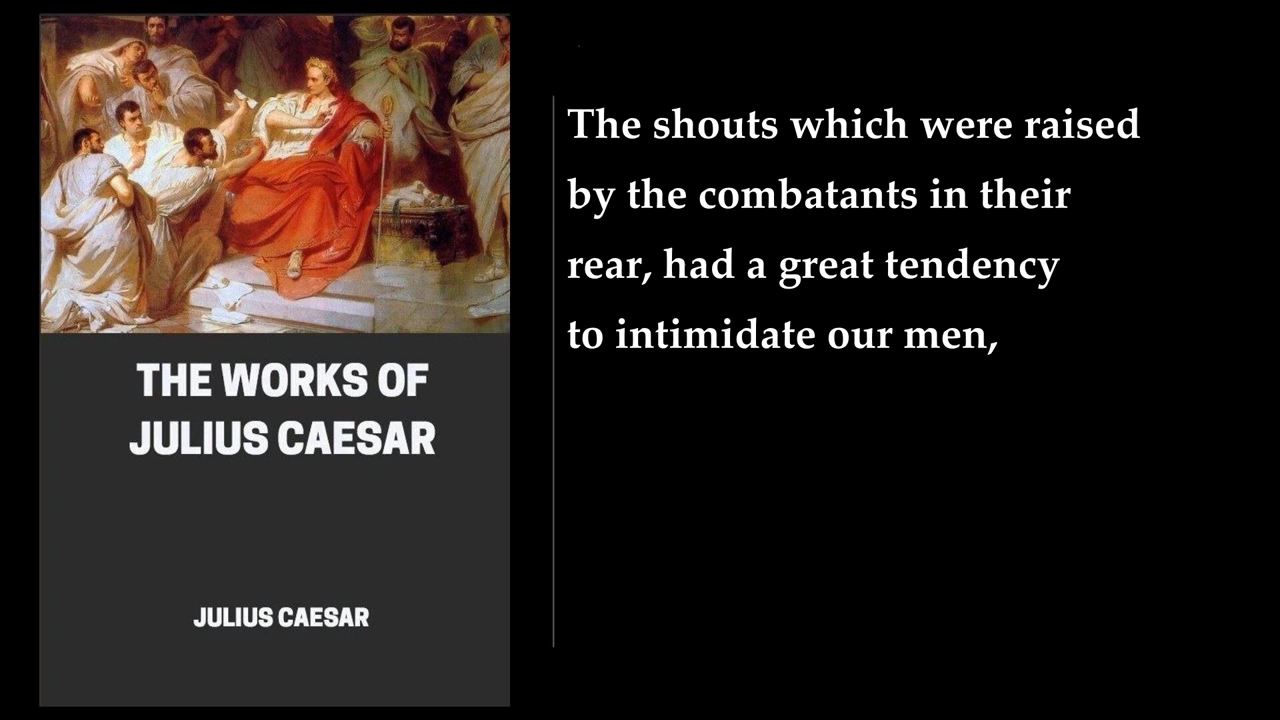 THE WORKS OF
JULIUS CAESAR
JULIUS CAESAR
The shouts which were raised
by the combatants in their
rear, had a great tendency
to intimidate our men,